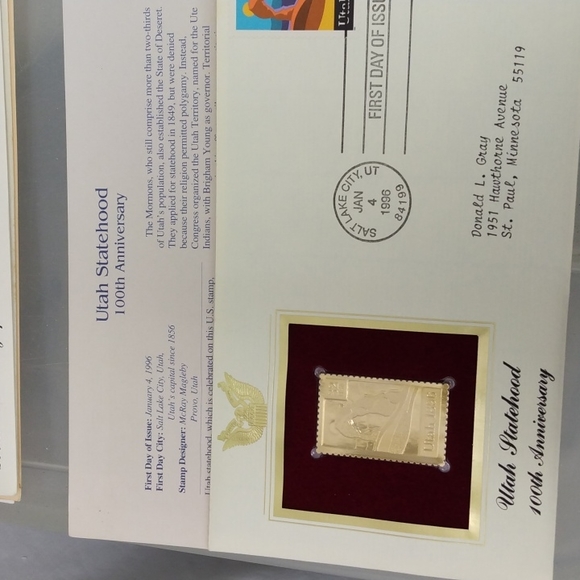 Utah Statehood
100th Anniversary
The Mormons, who still comprise more than two-thirds
of Utah's population, also established the State of Deseret.
They applied for statehood in 1849, but were denied
because their religion permitted polygamy. Instead,
Congress organized the Utah Territory, named for the Ute
Indians, with Brigham Young as governor. Territorial
Utah statehood, which is celebrated on this U.S. stamp,
First Day of Issue: January 4, 1996
First Day City: Salt Lake City, Utah,
Utah's capital since 1856
Stamp Designer: McRay Magleby
Provo, Utah
Utah
FIRST DAY OF ISSUE
SALT LAKE CITY, UT
JAN
4
1996
84199
Donald L. Gray
1951 Hawthorne Avenue
St. Paul, Minnesota 55119
Utah 1896
Utah Statehood
100th Anniversary